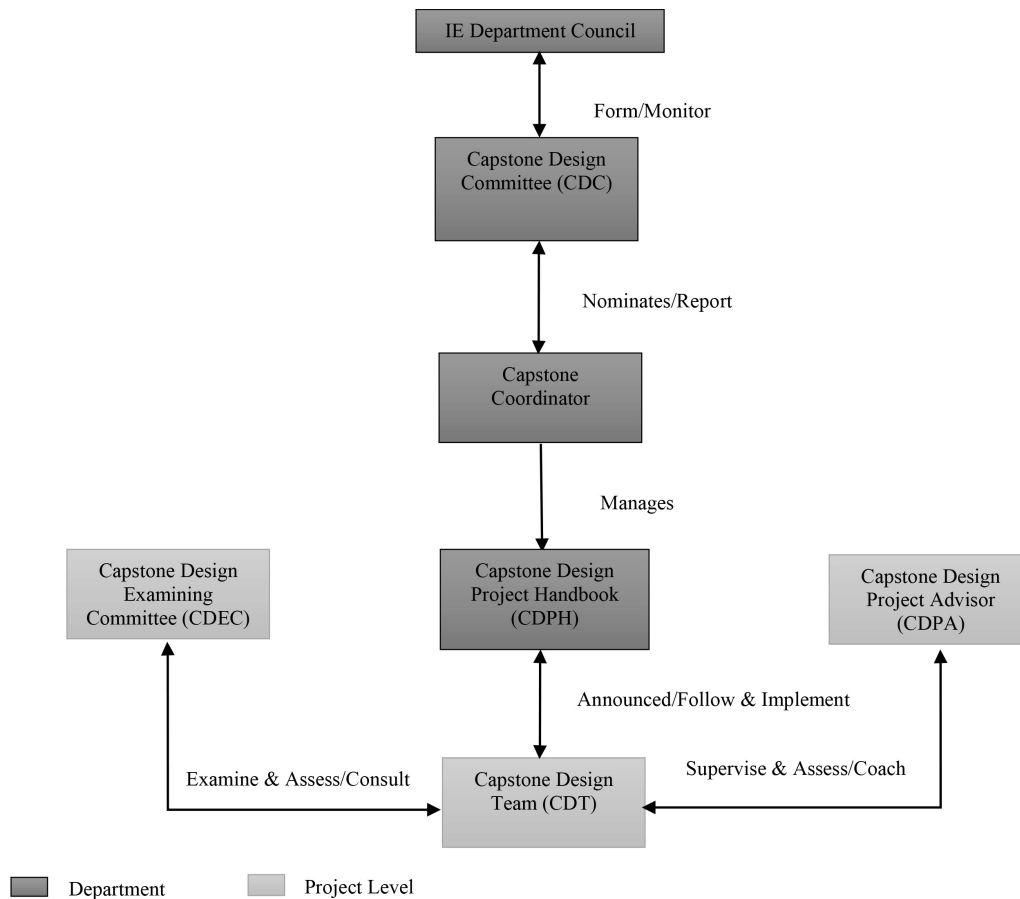 IE Department Council
Form/Monitor
Capstone Design
Committee (CDC)
Nominates/Report
Capstone
Coordinator
Manages
Capstone Design
Examining
Committee (CDEC)
Capstone Design
Project Handbook
(CDPH)
Capstone Design
Project Advisor
(CDPA)
Announced/Follow & Implement
Examine & Assess/Consult
Supervise & Assess/Coach
Capstone Design
Team (CDT)
Department
Project Level